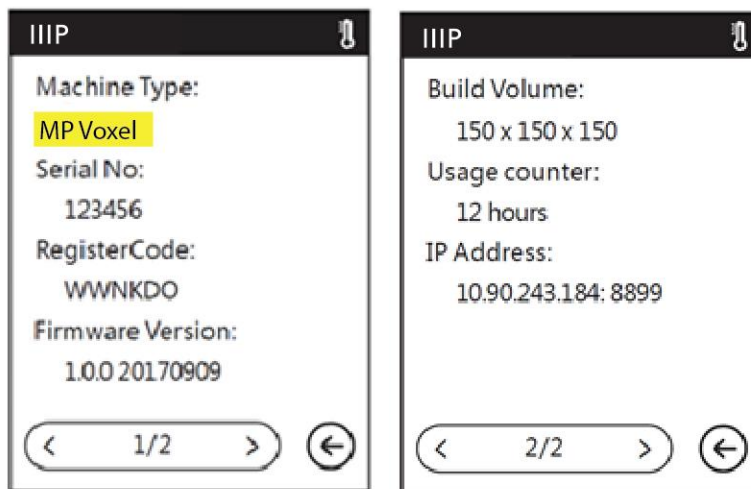 IIIP
Machine Type:
MP Voxel
Serial No:
123456
RegisterCode:
WWNKDO
Firmware Version:
1.0.0 20170909
< 1/2 >
IIIP
Build Volume:
150 x 150 x 150
Usage counter:
12 hours
IP Address:
10.90.243.184: 8899
< 2/2 >